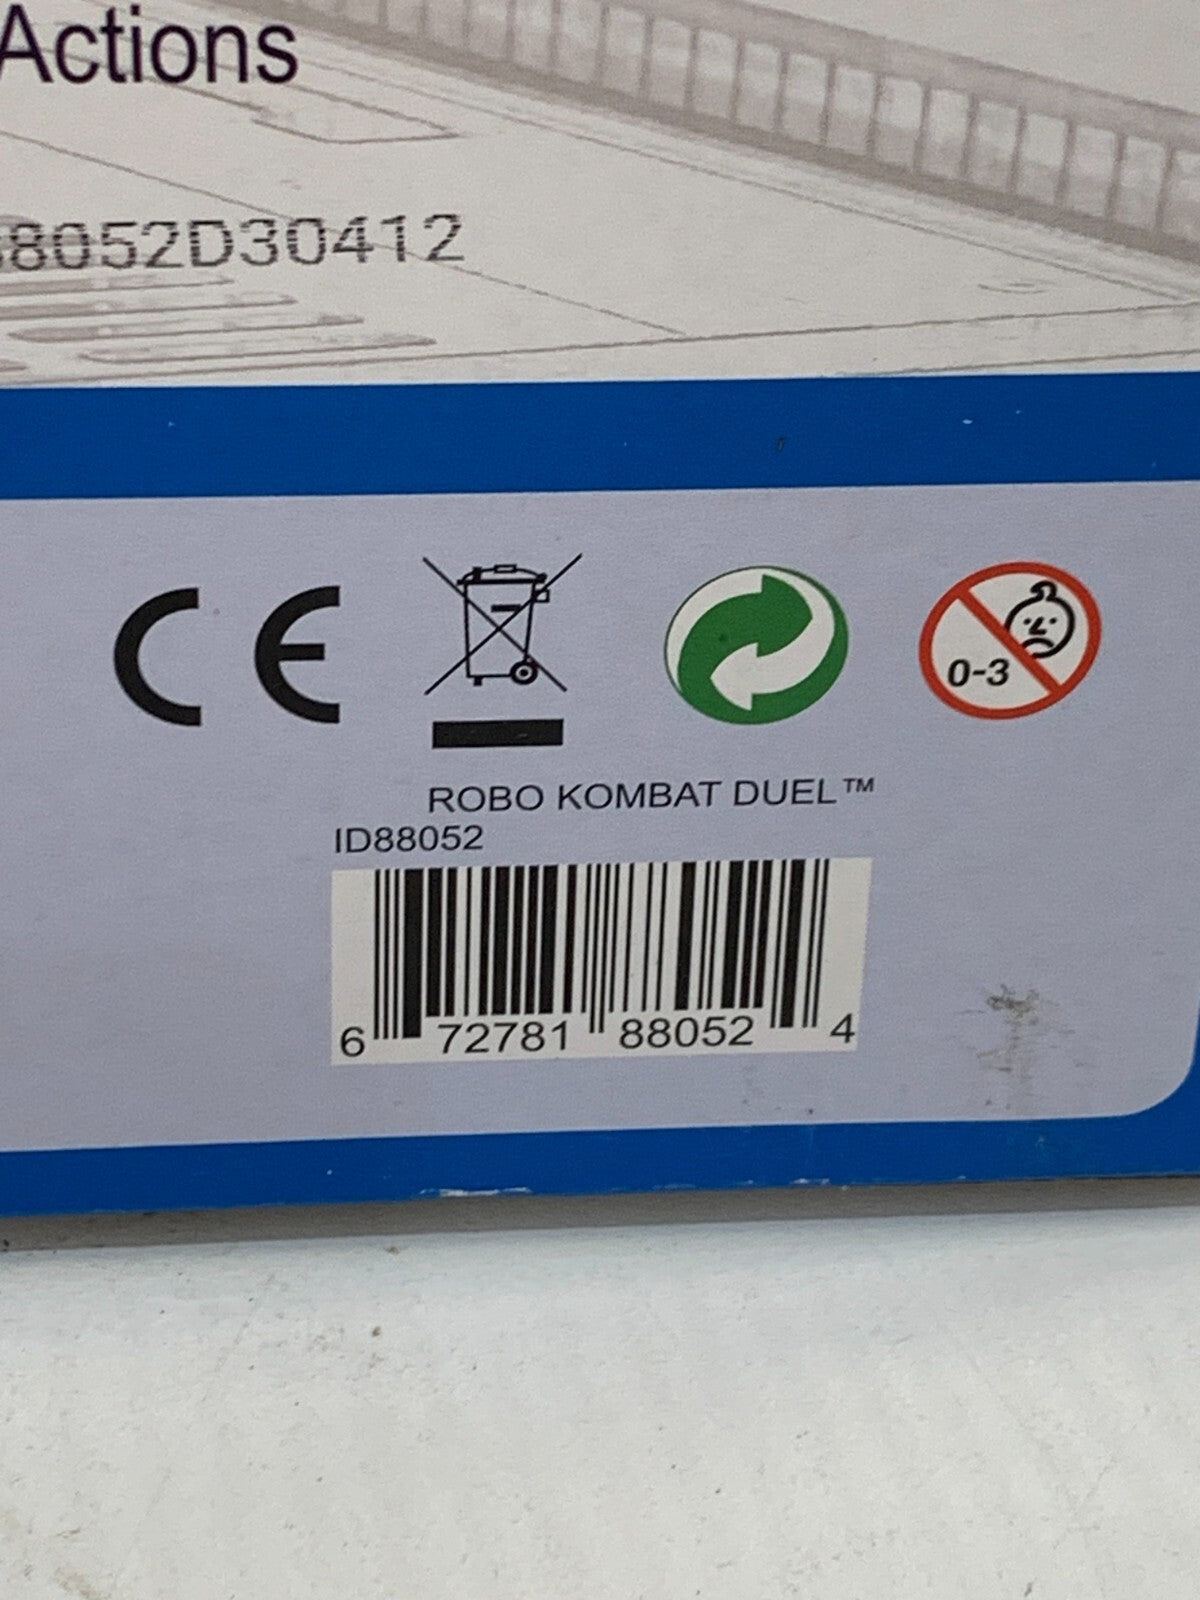 Actions
8052D30412
CE
0-3
ROBO KOMBAT DUEL™
ID88052
6 72781 88052 4